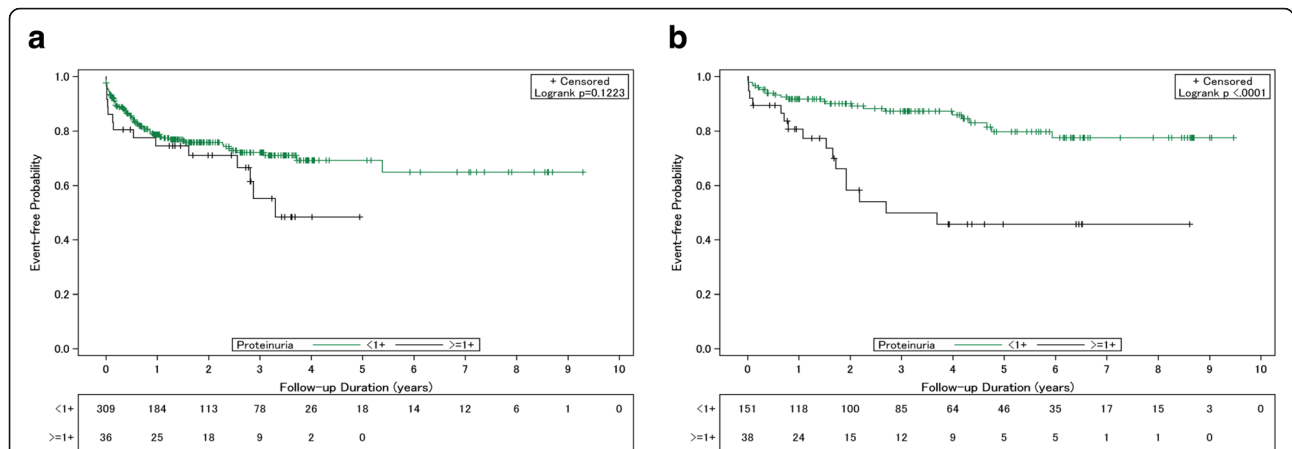 a
1.0
0.8
0.6
0.4
0.2
0.0
Event-free Probability
+ Censored
Logrank p=0.1223
Proteinuria <1+ >=1+
0 1 2 3 4 5 6 7 8 9 10
Follow-up Duration (years)
<1+ 309 184 113 78 26 18 14 12 6 1 0
>=1+ 36 25 18 9 2 0
b
1.0
0.8
0.6
0.4
0.2
0.0
Event-free Probability
+ Censored
Logrank p <.0001
Proteinuria <1+ >=1+
0 1 2 3 4 5 6 7 8 9 10
Follow-up Duration (years)
<1+ 151 118 100 85 64 46 35 17 15 3 0
>=1+ 38 24 15 12 9 5 5 1 1 0